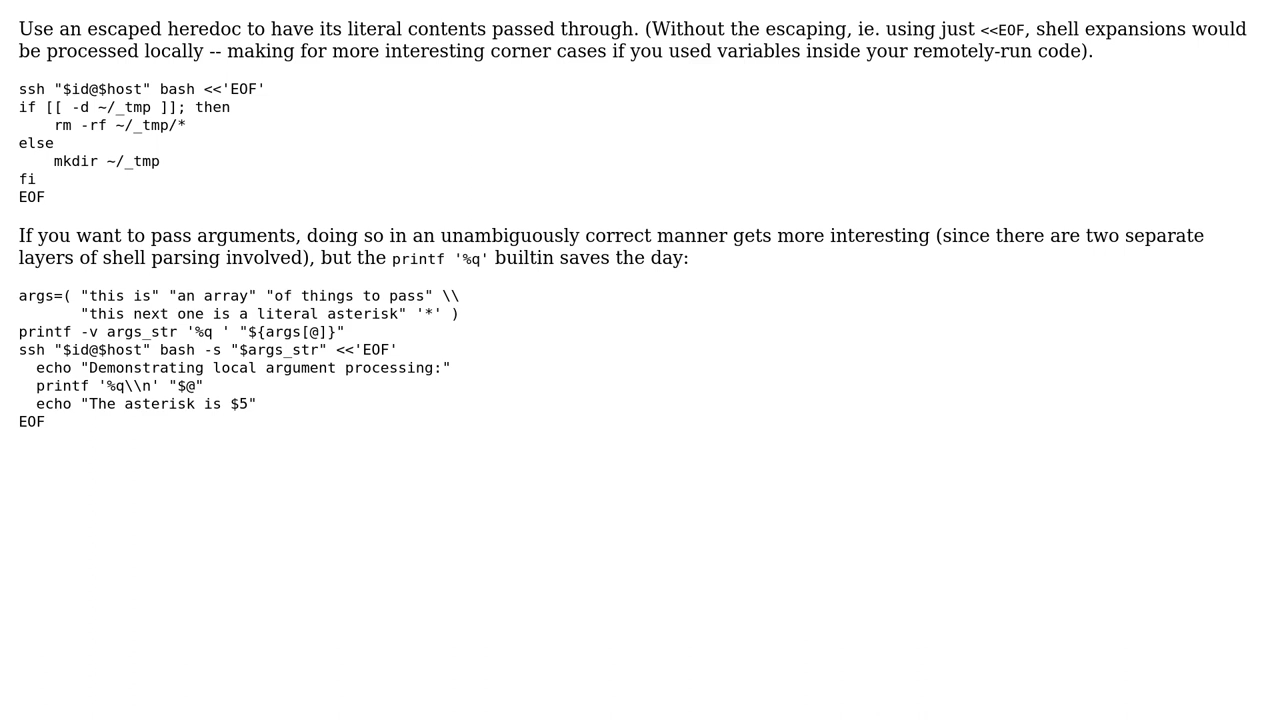 Use an escaped heredoc to have its literal contents passed through. (Without the escaping, ie. using just <<EOF, shell expansions would
be processed locally -- making for more interesting corner cases if you used variables inside your remotely-run code).
ssh "$id@$host" bash <<'EOF'
if [[ -d ~/_tmp ]]; then
    rm -rf ~/_tmp/*
else
    mkdir ~/_tmp
fi
EOF
If you want to pass arguments, doing so in an unambiguously correct manner gets more interesting (since there are two separate
layers of shell parsing involved), but the printf '%q' builtin saves the day:
args=( "this is" "an array" "of things to pass" \\
       "this next one is a literal asterisk" '*' )
printf -v args_str '%q ' "${args[@]}"
ssh "$id@$host" bash -s "$args_str" <<'EOF'
  echo "Demonstrating local argument processing:"
  printf '%q\\n' "$@"
  echo "The asterisk is $5"
EOF